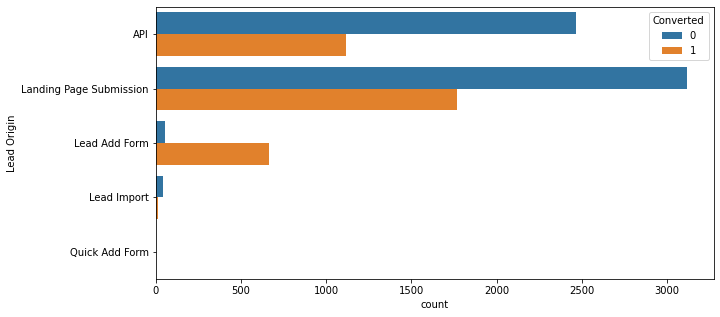 Converted
0
1
API
Landing Page Submission
Lead Add Form
Lead Import
Quick Add Form
Lead Origin
0 500 1000 1500 2000 2500 3000
count